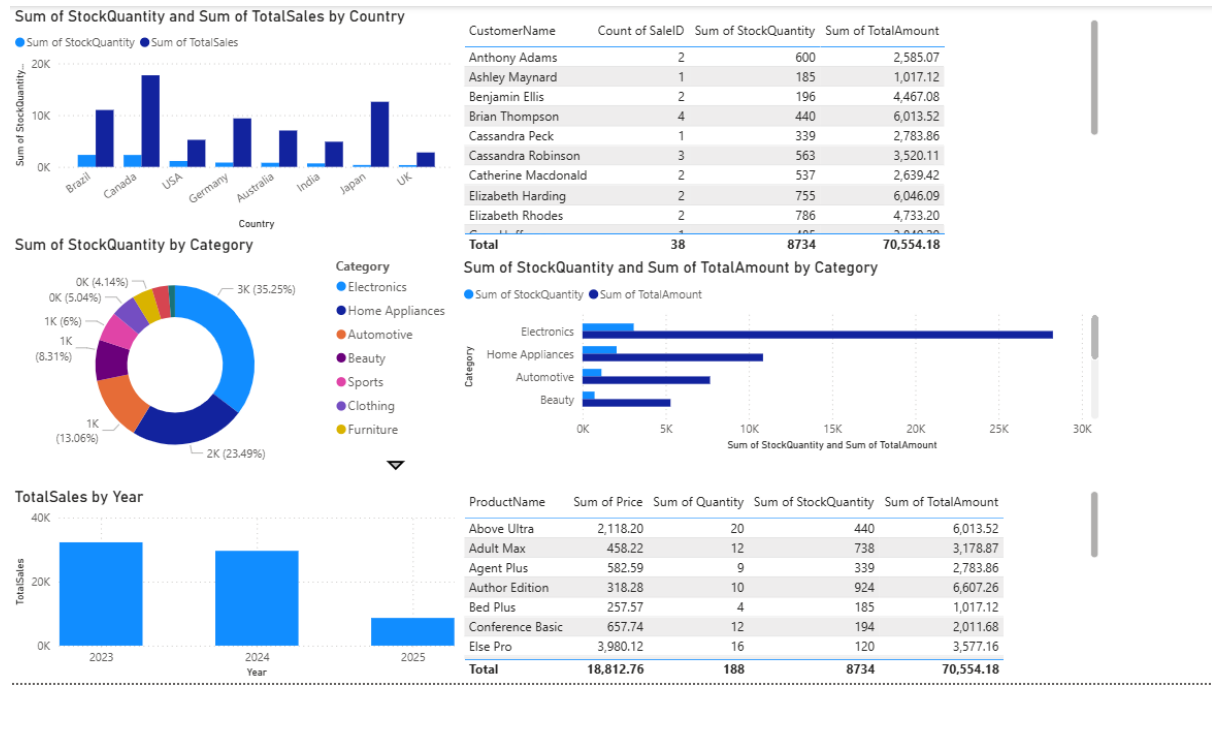 Sum of StockQuantity and Sum of TotalSales by Country
Sum of StockQuantity Sum of TotalSales
Sum of StockQuantity...
20K
10K
0K
Brazil Canada USA Germany Australia India Japan UK
Country
CustomerName Count of SaleID Sum of StockQuantity Sum of TotalAmount
Anthony Adams 2 600 2,585.07
Ashley Maynard 1 185 1,017.12
Benjamin Ellis 2 196 4,467.08
Brian Thompson 4 440 6,013.52
Cassandra Peck 1 339 2,783.86
Cassandra Robinson 3 563 3,520.11
Catherine Macdonald 2 537 2,639.42
Elizabeth Harding 2 755 6,046.09
Elizabeth Rhodes 2 786 4,733.20
Total 38 8734 70,554.18
Sum of StockQuantity by Category
0K (4.14%)
0K (5.04%)
1K (6%)
1K
(8.31%)
1K
(13.06%)
2K (23.49%)
3K (35.25%)
Category
Electronics
Home Appliances
Automotive
Beauty
Sports
Clothing
Furniture
Sum of StockQuantity and Sum of TotalAmount by Category
Sum of StockQuantity Sum of TotalAmount
Category
Electronics
Home Appliances
Automotive
Beauty
0K 5K 10K 15K 20K 25K 30K
Sum of StockQuantity and Sum of TotalAmount
TotalSales by Year
TotalSales
40K
20K
0K
2023 2024 2025
Year
ProductName Sum of Price Sum of Quantity Sum of StockQuantity Sum of TotalAmount
Above Ultra 2,118.20 20 440 6,013.52
Adult Max 458.22 12 738 3,178.87
Agent Plus 582.59 9 339 2,783.86
Author Edition 318.28 10 924 6,607.26
Bed Plus 257.57 4 185 1,017.12
Conference Basic 657.74 12 194 2,011.68
Else Pro 3,980.12 16 120 3,577.16
Total 18,812.76 188 8734 70,554.18